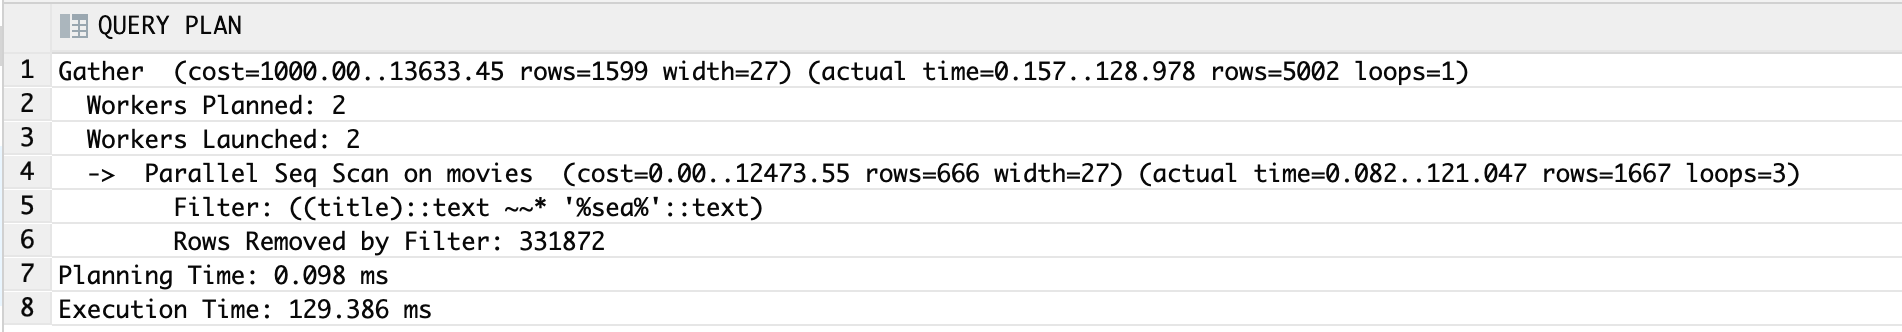 QUERY PLAN
1 Gather  (cost=1000.00..13633.45 rows=1599 width=27) (actual time=0.157..128.978 rows=5002 loops=1)
2   Workers Planned: 2
3   Workers Launched: 2
4   ->  Parallel Seq Scan on movies  (cost=0.00..12473.55 rows=666 width=27) (actual time=0.082..121.047 rows=1667 loops=3)
5         Filter: ((title)::text ~~* '%sea%'::text)
6         Rows Removed by Filter: 331872
7 Planning Time: 0.098 ms
8 Execution Time: 129.386 ms